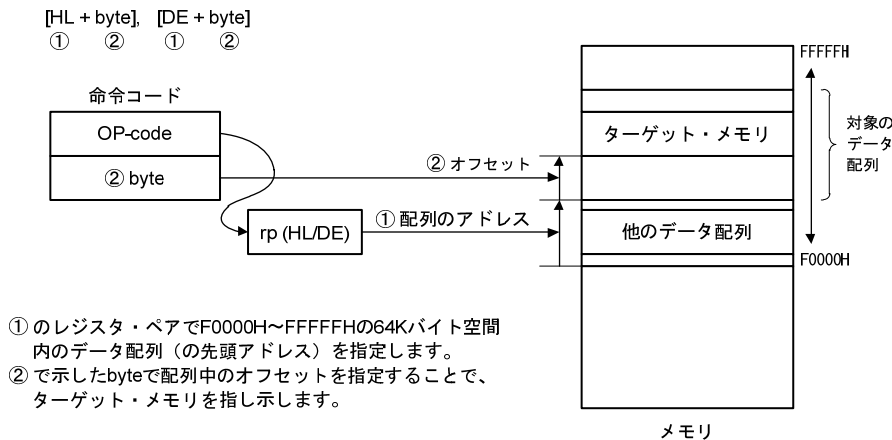 [HL + byte], [DE + byte]
① ② ① ②
命令コード
OP-code
② byte
rp (HL/DE)
② オフセット
① 配列のアドレス
FFFFFH
ターゲット・メモリ
対象の
データ
配列
他のデータ配列
F0000H
メモリ
① のレジスタ・ペアでF0000H～FFFFFHの64Kバイト空間
内のデータ配列（の先頭アドレス）を指定します。
② で示したbyteで配列中のオフセットを指定することで、
ターゲット・メモリを指し示します。